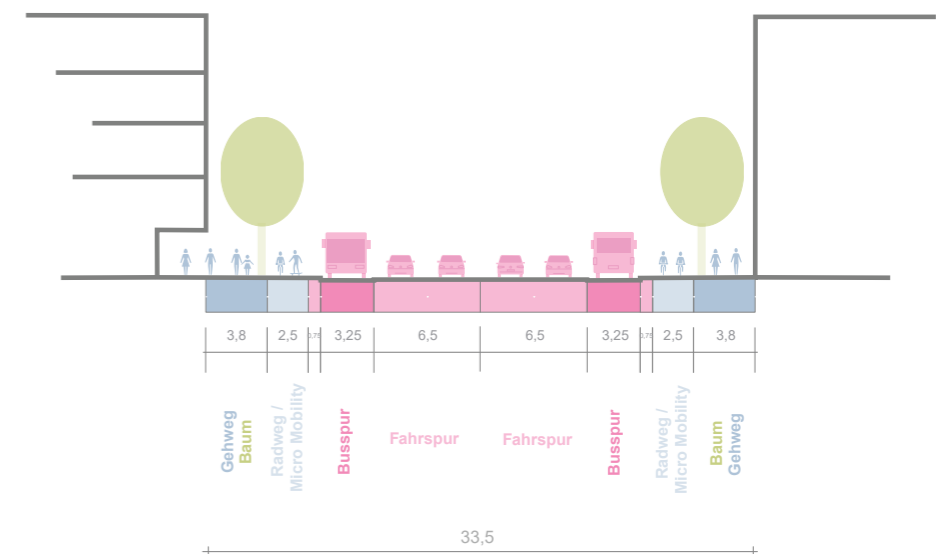 3,8 2,5 0,75 3,25 6,5 6,5 3,25 0,75 2,5 3,8
Gehweg
Baum
Radweg /
Micro Mobility
Busspur
Fahrspur
Fahrspur
Busspur
Radweg /
Micro Mobility
Baum
Gehweg
33,5